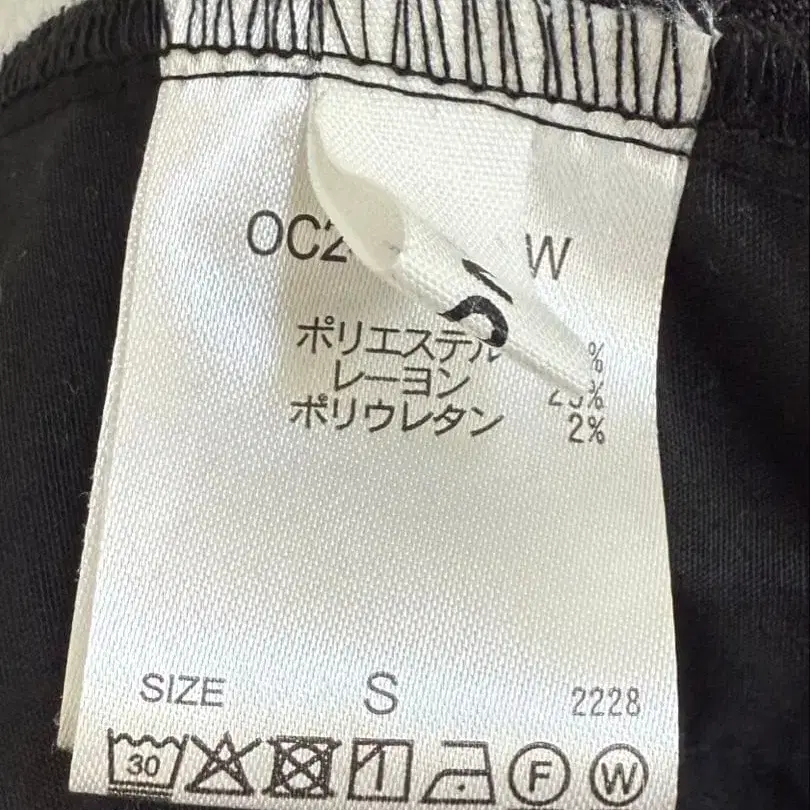 OC2 W
ポリエステル %
レーヨン %
ポリウレタン 2%
SIZE S 2228
30 F W